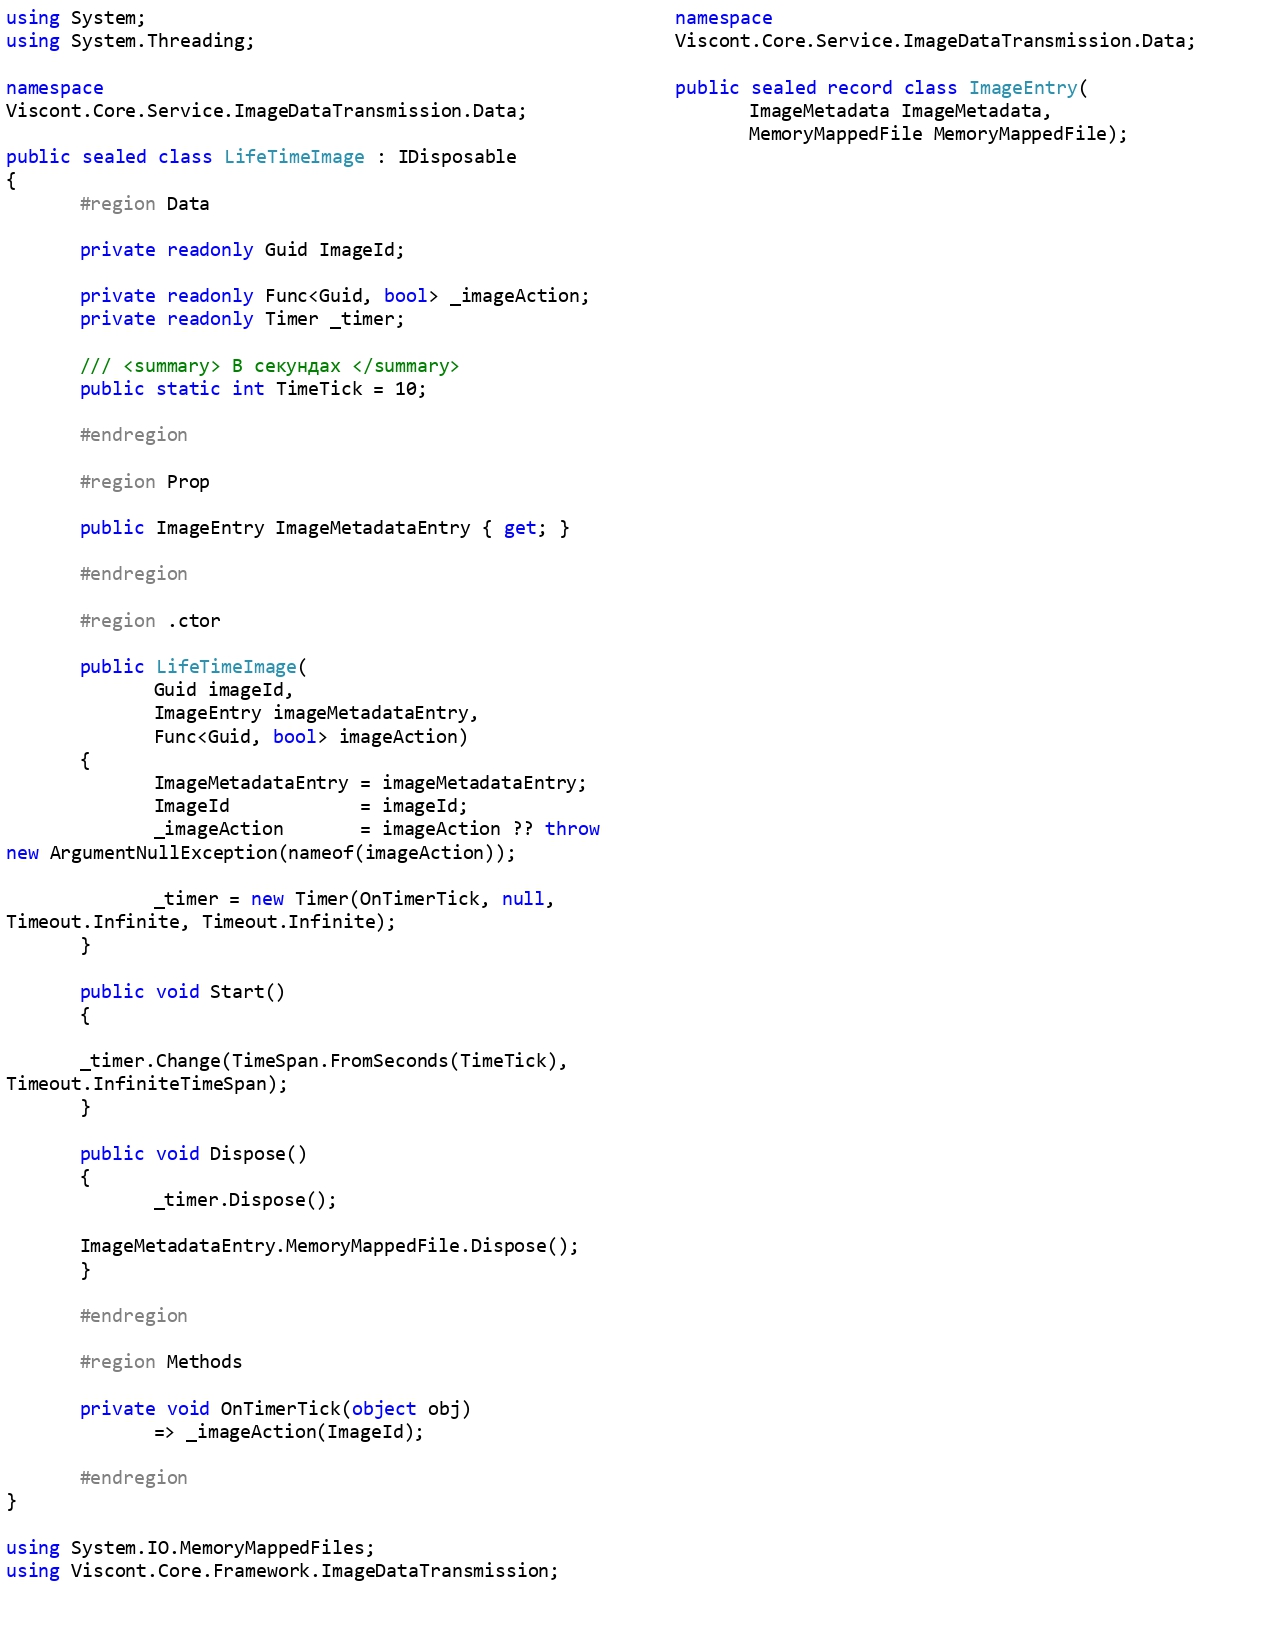 using System;
using System.Threading;

namespace
Viscont.Core.Service.ImageDataTransmission.Data;

public sealed class LifeTimeImage : IDisposable
{
	#region Data

	private readonly Guid ImageId;

	private readonly Func<Guid, bool> _imageAction;
	private readonly Timer _timer;

	/// <summary> В секундах </summary>
	public static int TimeTick = 10;

	#endregion

	#region Prop

	public ImageEntry ImageMetadataEntry { get; }

	#endregion

	#region .ctor

	public LifeTimeImage(
		Guid imageId,
		ImageEntry imageMetadataEntry,
		Func<Guid, bool> imageAction)
	{
		ImageMetadataEntry = imageMetadataEntry;
		ImageId            = imageId;
		_imageAction       = imageAction ?? throw
new ArgumentNullException(nameof(imageAction));

		_timer = new Timer(OnTimerTick, null,
Timeout.Infinite, Timeout.Infinite);
	}

	public void Start()
	{

	_timer.Change(TimeSpan.FromSeconds(TimeTick),
Timeout.InfiniteTimeSpan);
	}

	public void Dispose()
	{
		_timer.Dispose();

	ImageMetadataEntry.MemoryMappedFile.Dispose();
	}

	#endregion

	#region Methods

	private void OnTimerTick(object obj)
		=> _imageAction(ImageId);

	#endregion
}

using System.IO.MemoryMappedFiles;
using Viscont.Core.Framework.ImageDataTransmission;

namespace
Viscont.Core.Service.ImageDataTransmission.Data;

public sealed record class ImageEntry(
	ImageMetadata ImageMetadata,
	MemoryMappedFile MemoryMappedFile);